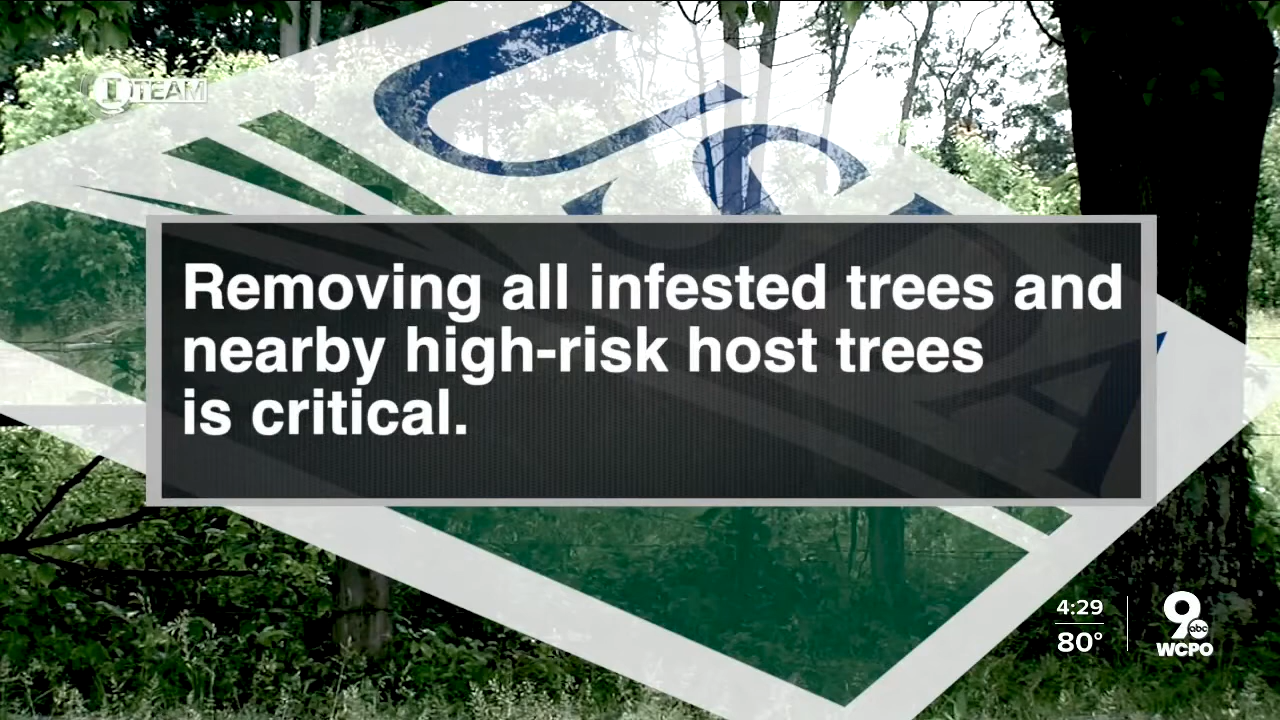 I TEAM
USDA
Removing all infested trees and
nearby high-risk host trees
is critical.
4:29
80°
9
abc
WCPO